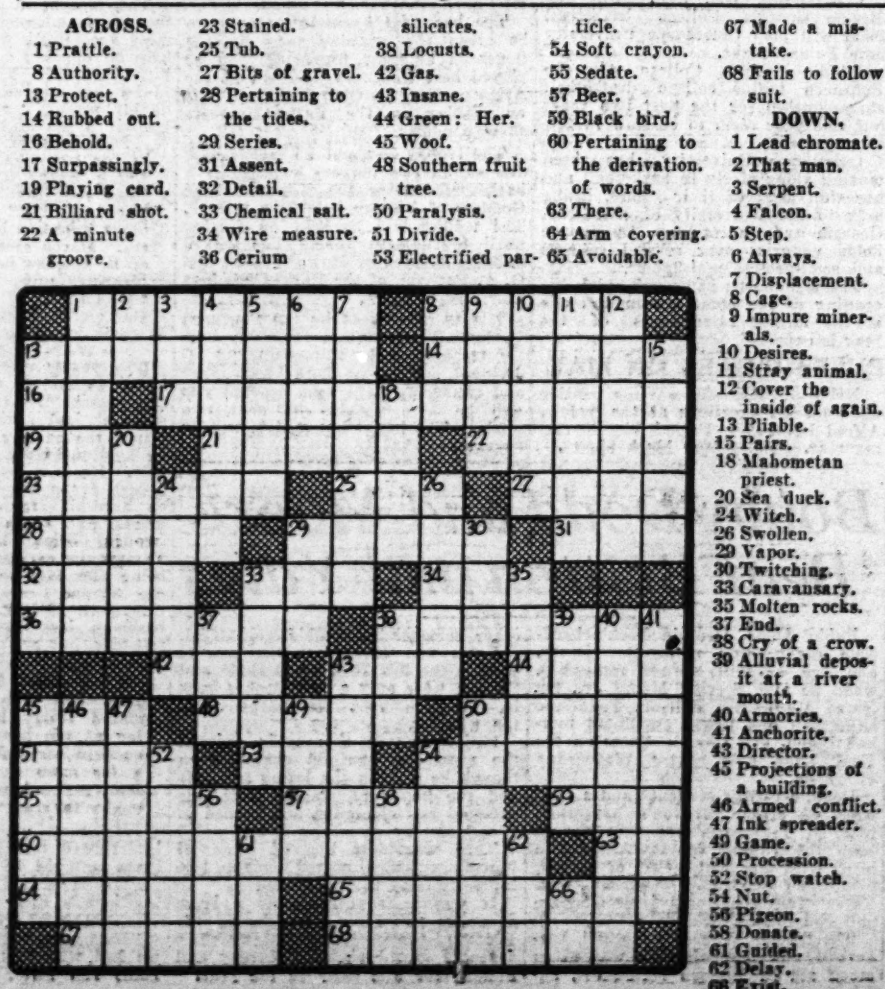 ACROSS.
1 Prattle.
8 Authority.
13 Protect.
14 Rubbed out.
16 Behold.
17 Surpassingly.
19 Playing card.
21 Billiard shot.
22 A minute
groove.
23 Stained.
25 Tub.
27 Bits of gravel.
28 Pertaining to
the tides.
29 Series.
31 Assent.
32 Detail.
33 Chemical salt.
34 Wire measure.
36 Cerium
silicates.
38 Locusts.
42 Gas.
43 Insane.
44 Green: Her.
45 Woof.
48 Southern fruit
tree.
50 Paralysis.
51 Divide.
53 Electrified par-
ticle.
54 Soft crayon.
55 Sedate.
57 Beer.
59 Black bird.
60 Pertaining to
the derivation
of words.
63 There.
64 Arm covering.
65 Avoidable.
67 Made a mis-
take.
68 Fails to follow
suit.
DOWN.
1 Lead chromate.
2 That man.
3 Serpent.
4 Falcon.
5 Step.
6 Always.
7 Displacement.
8 Cage.
9 Impure miner-
als.
10 Desires.
11 Stray animal.
12 Cover the
inside of again.
13 Pliable.
15 Pairs.
18 Mahometan
priest.
20 Sea duck.
24 Witch.
26 Swollen.
29 Vapor.
30 Twitching.
33 Caravansary.
35 Molten rocks.
37 End.
38 Cry of a crow.
39 Alluvial depos-
it at a river
mouth.
40 Armories.
41 Anchorite.
43 Director.
45 Projections of
a building.
46 Armed conflict.
47 Ink spreader.
49 Game.
50 Procession.
52 Stop watch.
54 Nut.
56 Pigeon.
58 Donate.
61 Guided.
62 Delay.
66 Exist.
1 2 3 4 5 6 7 8 9 10 11 12
13 14 15
16 17 18
19 20 21 22
23 24 25 26 27
28 29 30 31
32 33 34 35
36 37 38 39 40 41
42 43 44
45 46 47 48 49 50
51 52 53 54
55 56 57 58 59
60 61 62 63
64 65 66
67 68